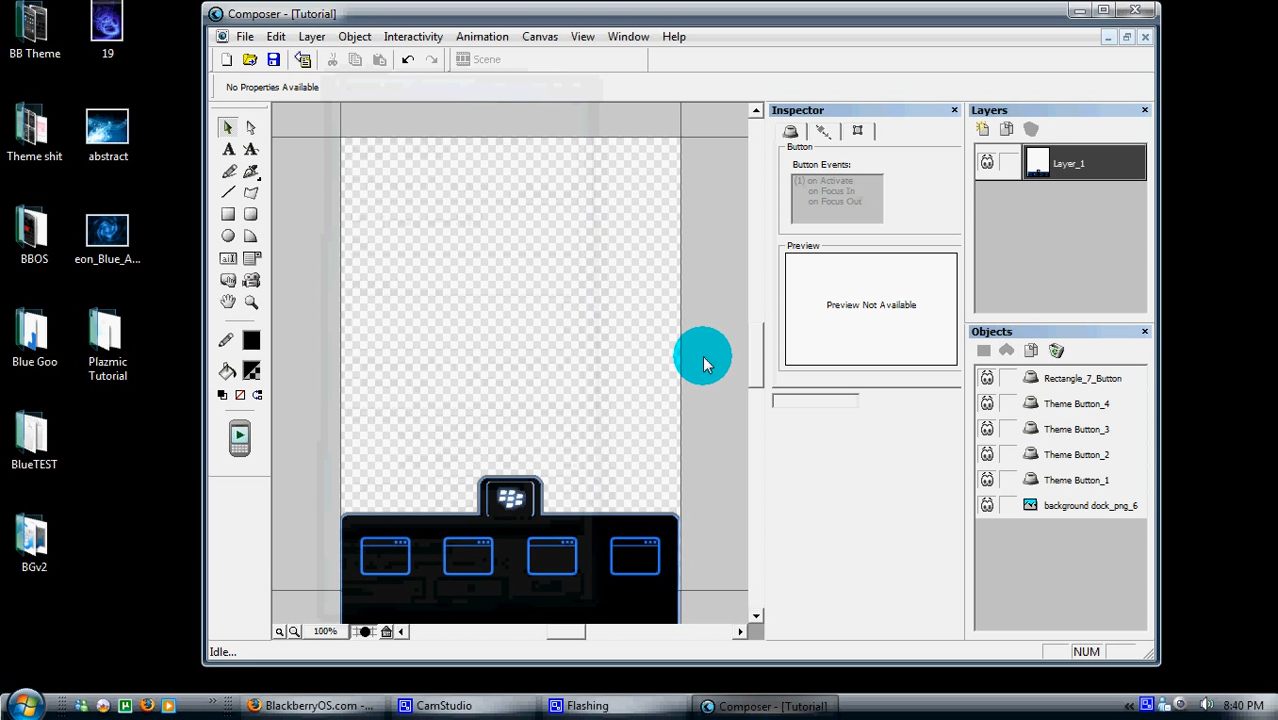 BB Theme
19
Theme shit
abstract
BBOS
eon_Blue_A...
Blue Goo
Plazmic
Tutorial
BlueTEST
BGv2
Composer - [Tutorial]
File Edit Layer Object Interactivity Animation Canvas View Window Help
Scene
No Properties Available
Inspector
Button
Button Events:
(1) on Activate
on Focus In
on Focus Out
Preview
Preview Not Available
Layers
Layer_1
Objects
Rectangle_7_Button
Theme Button_4
Theme Button_3
Theme Button_2
Theme Button_1
background dock_png_6
100%
Idle...
NUM
BlackberryOS.com - ...
CamStudio
Flashing
Composer - [Tutorial]
8:40 PM